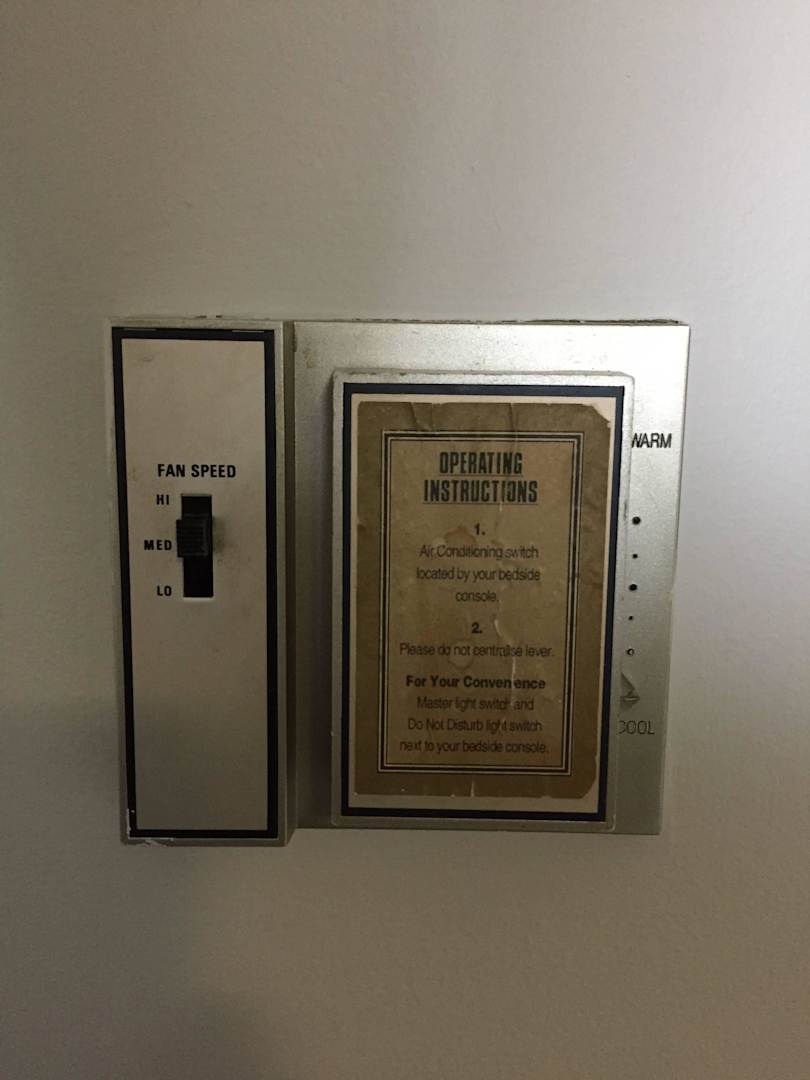 FAN SPEED
HI
MED
LO
OPERATING
INSTRUCTIONS
1.
Air Conditioning switch
located by your bedside
console.
2.
Please do not centralise lever.
For Your Convenience
Master light switch and
Do Not Disturb light switch
next to your bedside console.
WARM
COOL